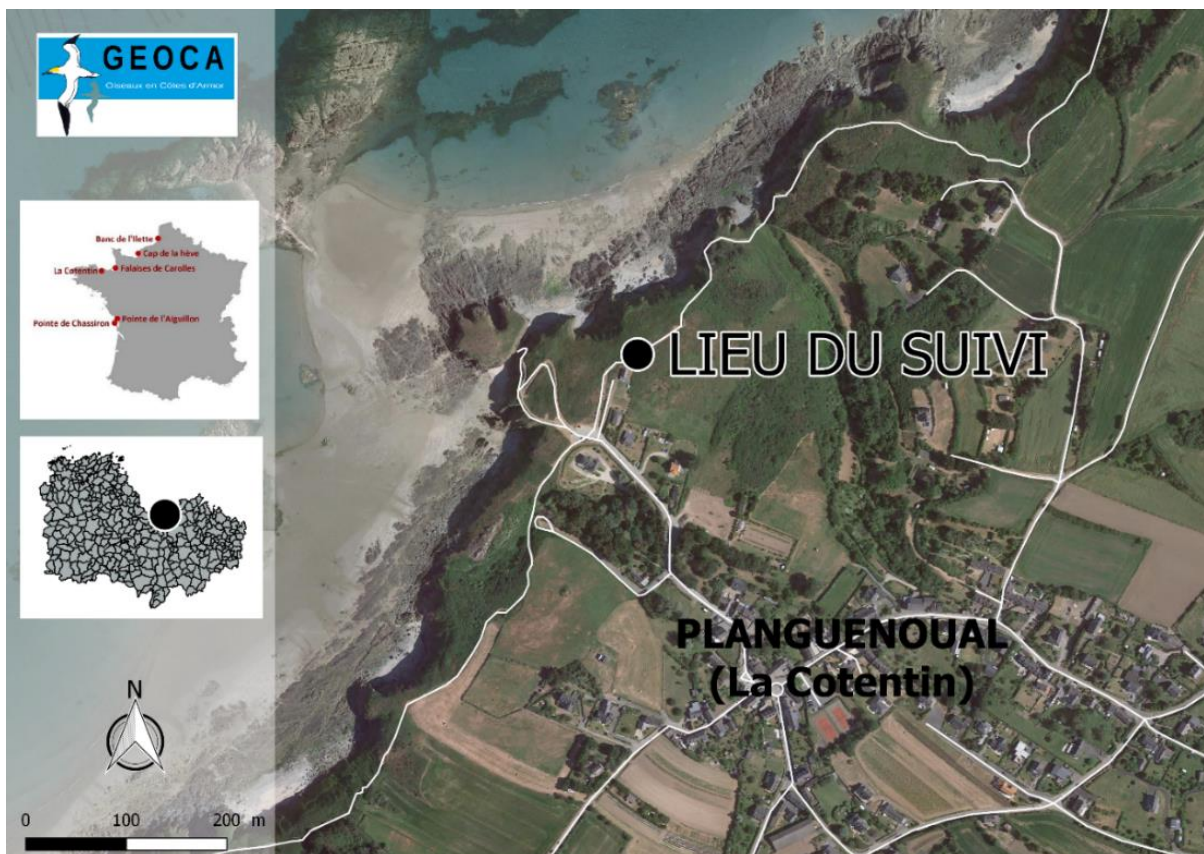 GEOCA
Oiseaux en Côtes d'Armor
Banc de l'Ilette
Cap de la hève
La Cotentin
Falaises de Carolles
Pointe de Chassiron
Pointe de l'Aiguillon
LIEU DU SUIVI
PLANGUENOUAL
(La Cotentin)
N
0 100 200 m